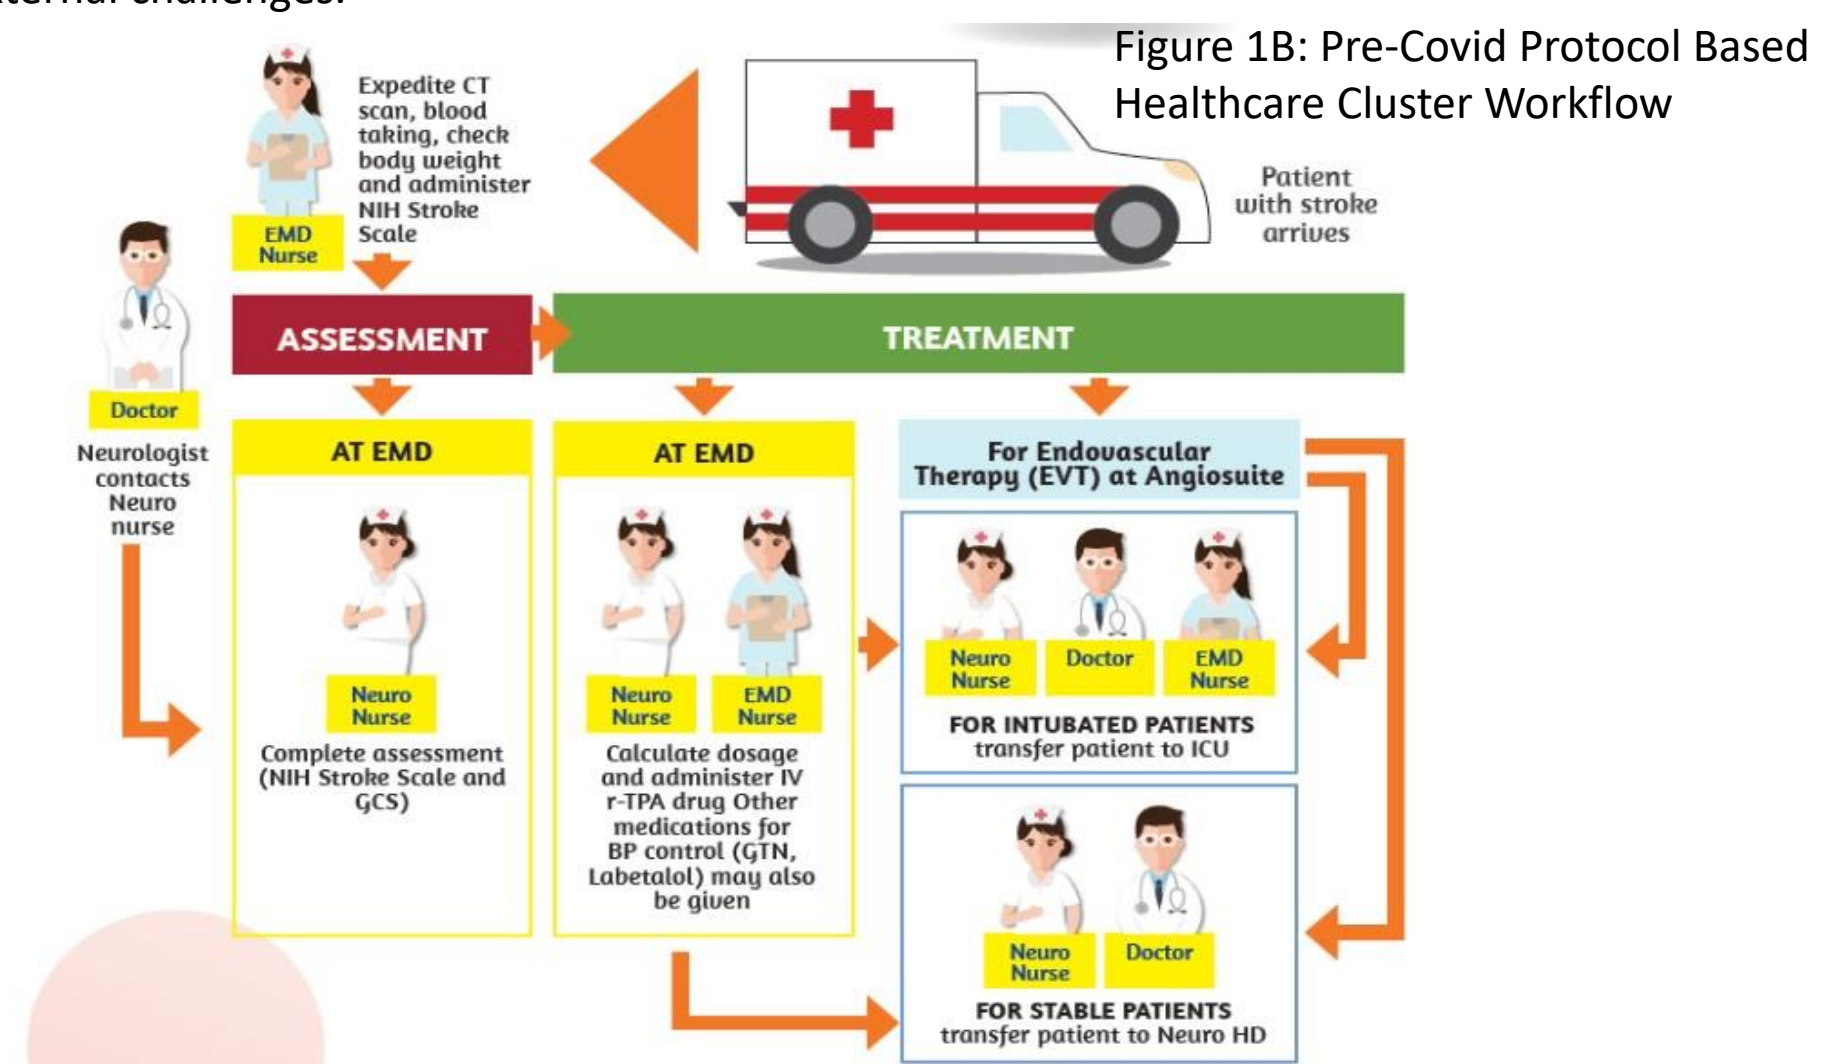 ternal challenges.
Figure 1B: Pre-Covid Protocol Based
Healthcare Cluster Workflow
Expedite CT
scan, blood
taking, check
body weight
and administer
NIH Stroke
Scale
EMD
Nurse
Patient
with stroke
arrives
Doctor
Neurologist
contacts
Neuro
nurse
ASSESSMENT
TREATMENT
AT EMD
Neuro
Nurse
Complete assessment
(NIH Stroke Scale and
GCS)
AT EMD
Neuro
Nurse
EMD
Nurse
Calculate dosage
and administer IV
r-TPA drug Other
medications for
BP control (GTN,
Labetalol) may also
be given
For Endovascular
Therapy (EVT) at Angiosuite
Neuro
Nurse
Doctor
EMD
Nurse
FOR INTUBATED PATIENTS
transfer patient to ICU
Neuro
Nurse
Doctor
FOR STABLE PATIENTS
transfer patient to Neuro HD